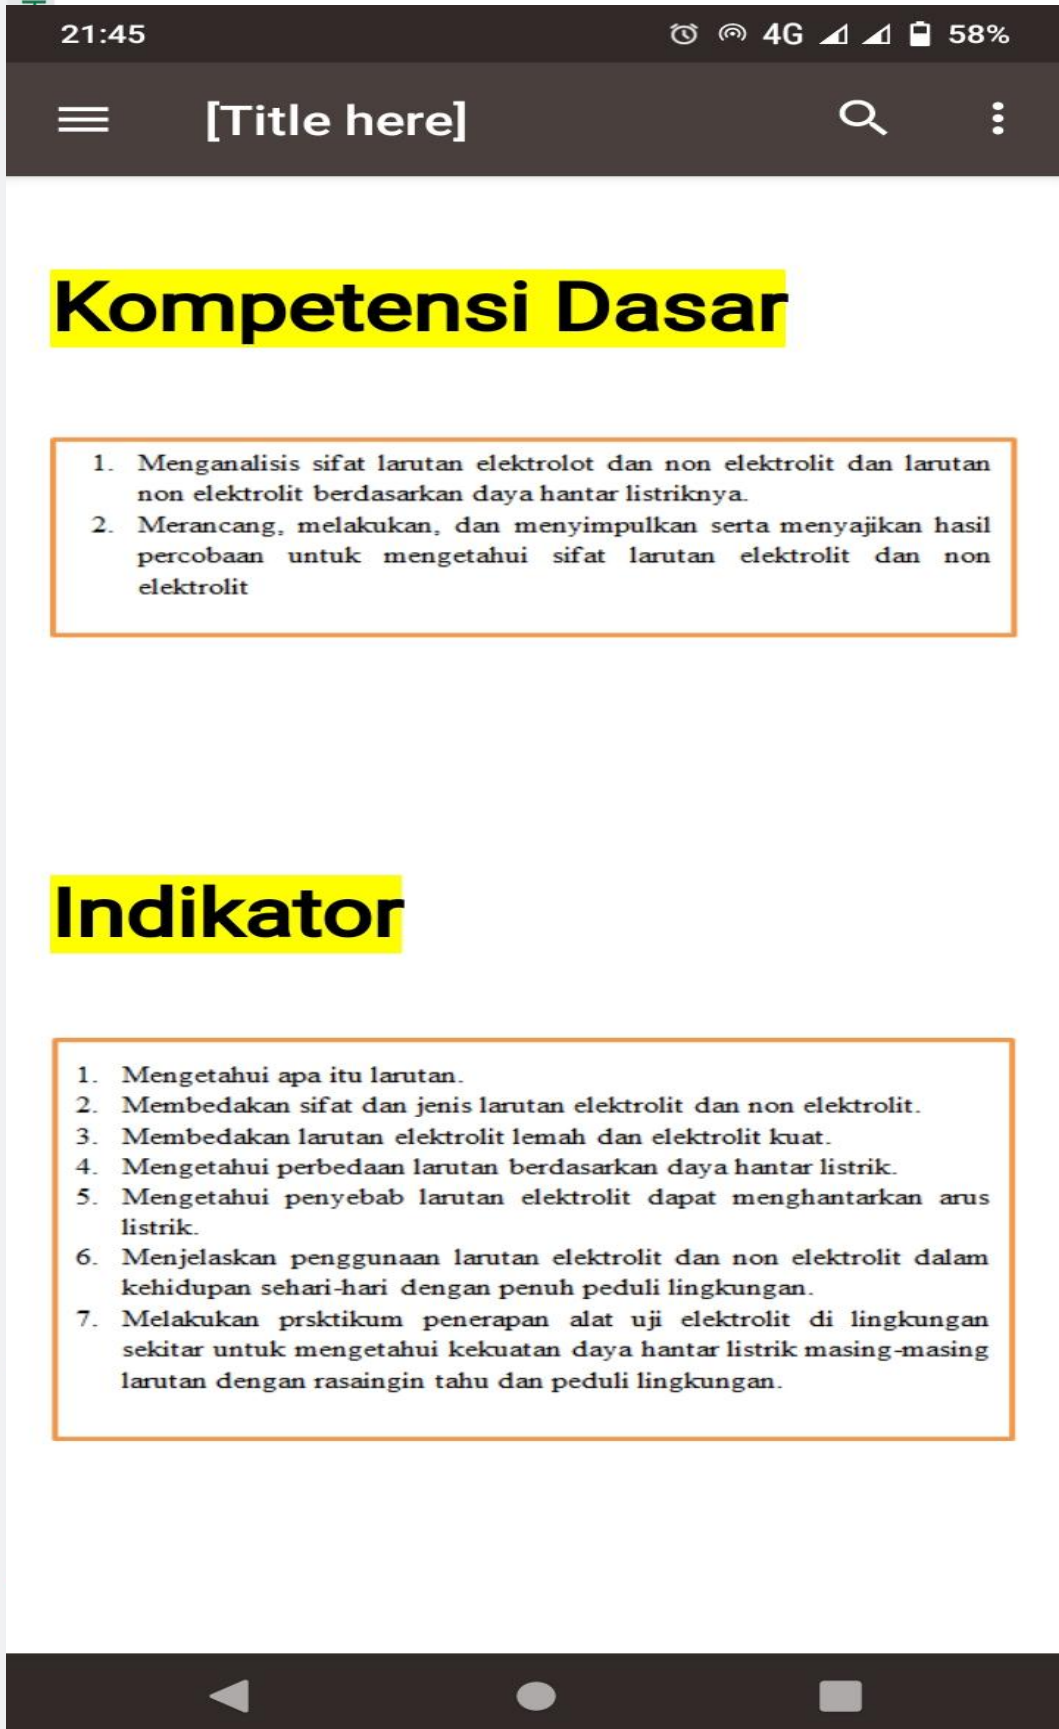 21:45 4G 58%
[Title here]
Kompetensi Dasar
1. Menganalisis sifat larutan elektrolot dan non elektrolit dan larutan
non elektrolit berdasarkan daya hantar listriknya.
2. Merancang, melakukan, dan menyimpulkan serta menyajikan hasil
percobaan untuk mengetahui sifat larutan elektrolit dan non
elektrolit
Indikator
1. Mengetahui apa itu larutan.
2. Membedakan sifat dan jenis larutan elektrolit dan non elektrolit.
3. Membedakan larutan elektrolit lemah dan elektrolit kuat.
4. Mengetahui perbedaan larutan berdasarkan daya hantar listrik.
5. Mengetahui penyebab larutan elektrolit dapat menghantarkan arus
listrik.
6. Menjelaskan penggunaan larutan elektrolit dan non elektrolit dalam
kehidupan sehari-hari dengan penuh peduli lingkungan.
7. Melakukan prsktikum penerapan alat uji elektrolit di lingkungan
sekitar untuk mengetahui kekuatan daya hantar listrik masing-masing
larutan dengan rasaingin tahu dan peduli lingkungan.